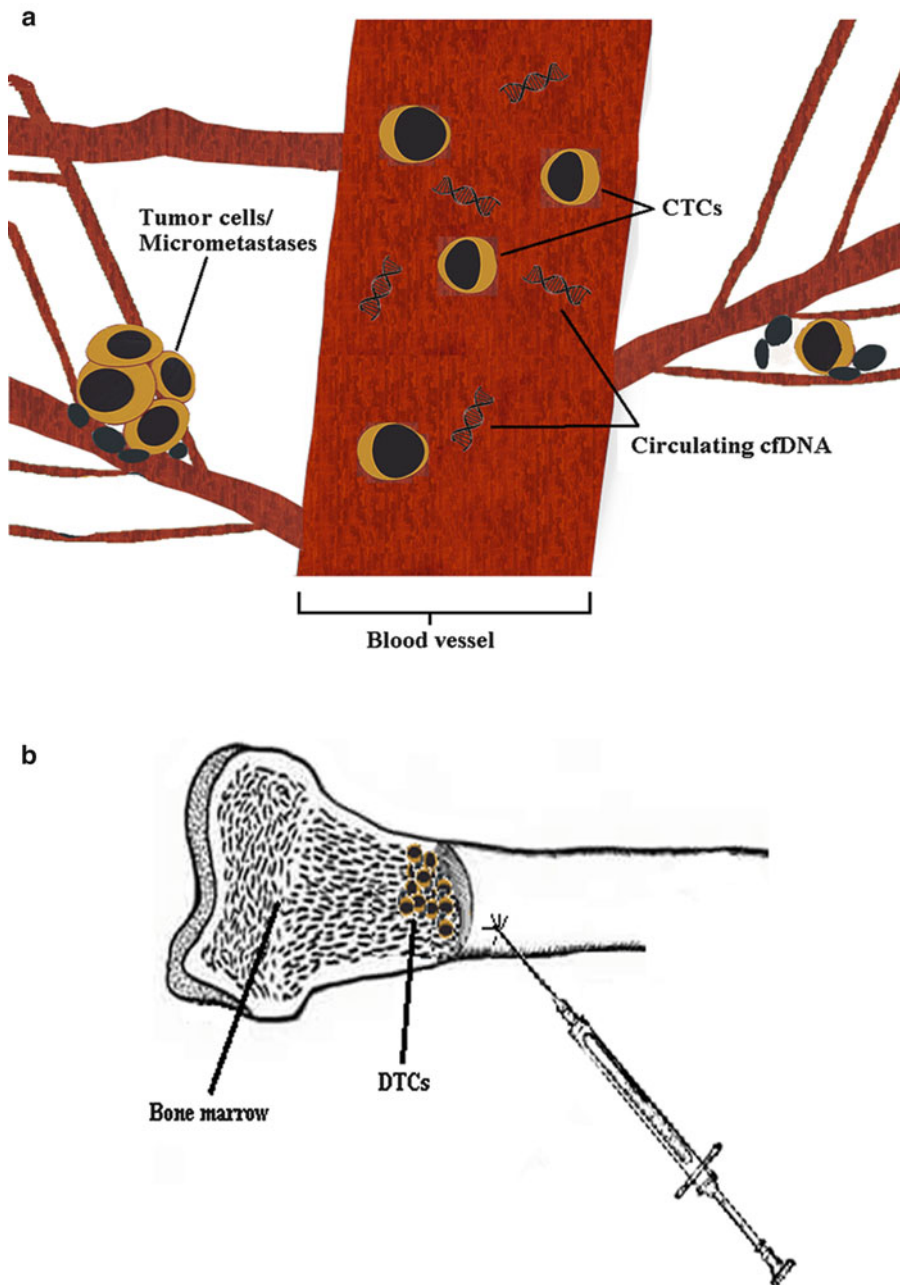 a
Tumor cells/
Micrometastases
CTCs
Circulating cfDNA
Blood vessel
b
DTCs
Bone marrow